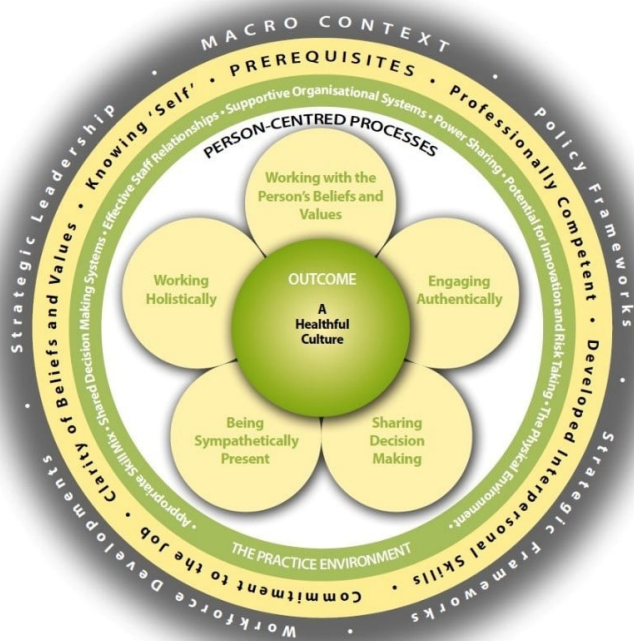 MACRO CONTEXT • Policy Frameworks • Strategic Frameworks • Workforce Developments • Strategic Leadership •
PREREQUISITES • Professionally Competent • Developed Interpersonal Skills • Commitment to the Job • Clarity of Beliefs and Values • Knowing 'Self' •
THE PRACTICE ENVIRONMENT
• Appropriate Skill Mix • Shared Decision Making Systems • Effective Staff Relationships • Supportive Organisational Systems • Power Sharing • Potential for Innovation and Risk Taking • The Physical Environment •
PERSON-CENTRED PROCESSES
Working with the
Person's Beliefs and
Values
Engaging
Authentically
Sharing
Decision
Making
Being
Sympathetically
Present
Working
Holistically
OUTCOME
A
Healthful
Culture